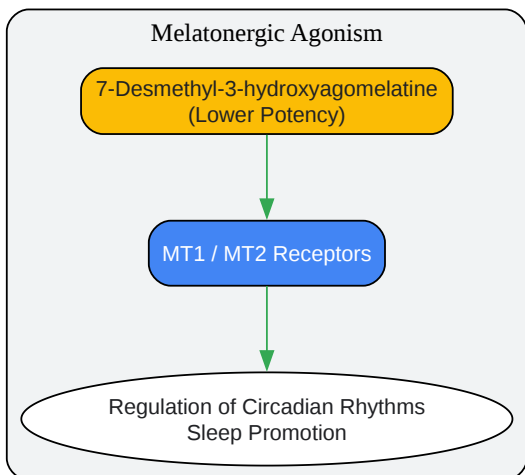 Melatonergic Agonism
7-Desmethyl-3-hydroxyagomelatine
(Lower Potency)
MT1 / MT2 Receptors
Regulation of Circadian Rhythms
Sleep Promotion